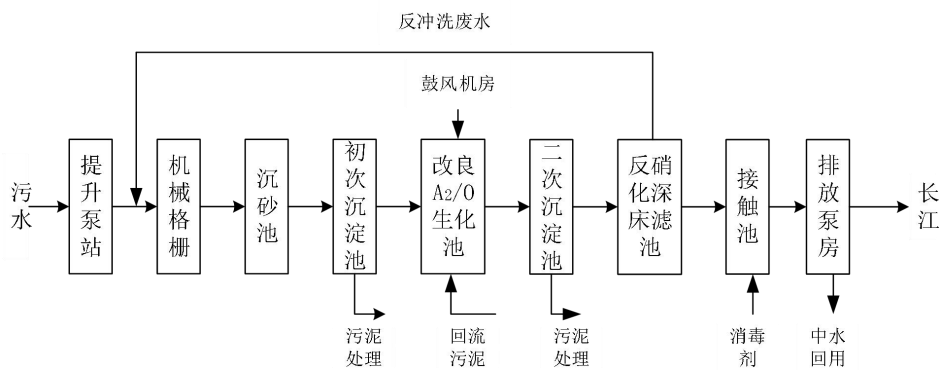 反冲洗废水
鼓风机房
污水
提升泵站
机械格栅
沉砂池
初次沉淀池
改良
A2/O
生化
池
二次沉淀池
反硝
化深
床滤
池
接触池
排放泵房
长江
污泥
处理
回流
污泥
污泥
处理
消毒
剂
中水
回用